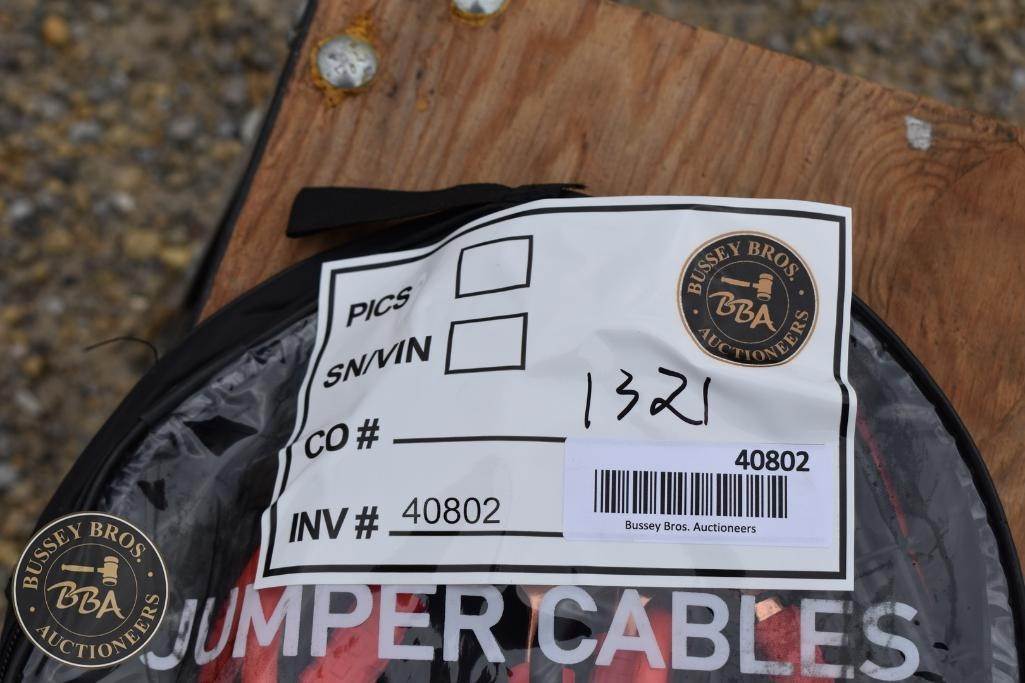 BUSSEY BROS.
BBA
AUCTIONEERS
PICS
SN/VIN
1321
CO #
40802
INV # 40802
Bussey Bros. Auctioneers
JUMPER CABLES
BUSSEY BROS.
BBA
AUCTIONEERS